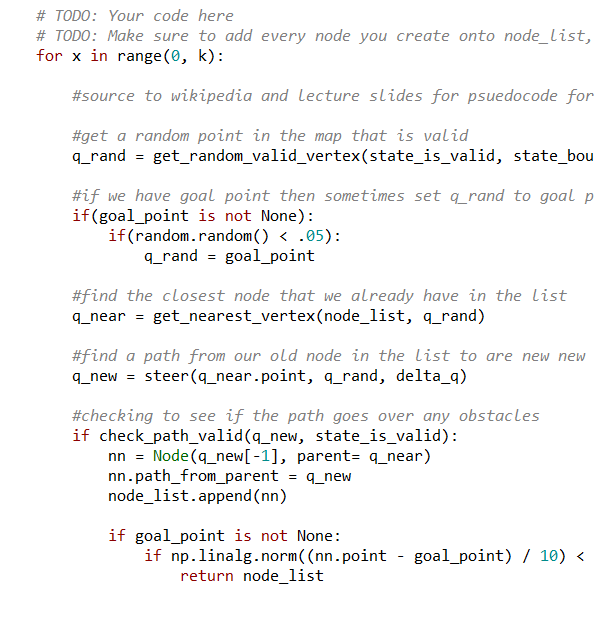 # TODO: Your code here
# TODO: Make sure to add every node you create onto node_list,
for x in range(0, k):
#source to wikipedia and lecture slides for psuedocode for
#get a random point in the map that is valid
q_rand = get_random_valid_vertex(state_is_valid, state_bou
#if we have goal point then sometimes set q_rand to goal p
if(goal_point is not None):
if(random.random() < .05):
q_rand = goal_point
#find the closest node that we already have in the list
q_near = get_nearest_vertex(node_list, q_rand)
#find a path from our old node in the list to are new new
q_new = steer(q_near.point, q_rand, delta_q)
#checking to see if the path goes over any obstacles
if check_path_valid(q_new, state_is_valid):
nn = Node(q_new[-1], parent= q_near)
nn.path_from_parent = q_new
node_list.append(nn)
if goal_point is not None:
if np.linalg.norm((nn.point - goal_point) / 10) <
return node_list